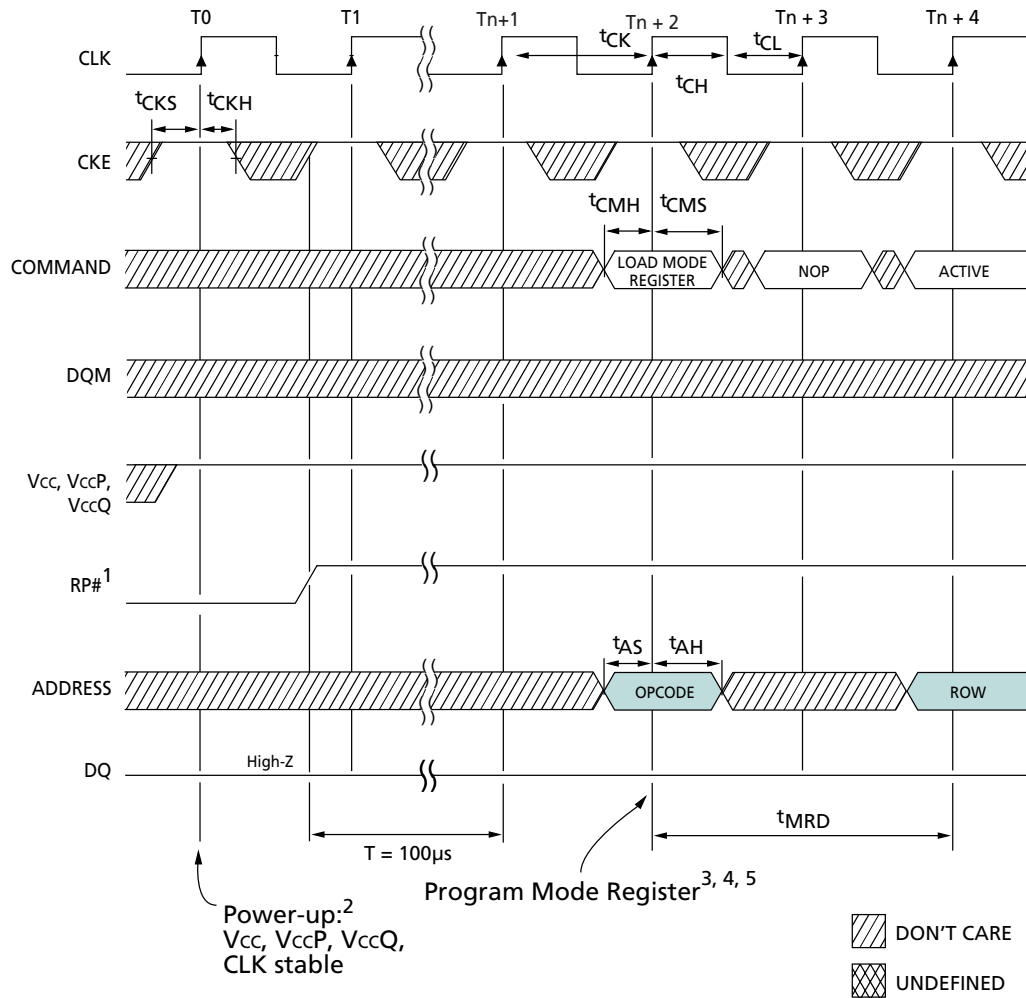 T0 T1 Tn+1 Tn + 2 Tn + 3 Tn + 4
CLK
tCK
tCH
tCL
tCKS tCKH
CKE
tCMH tCMS
COMMAND
LOAD MODE
REGISTER
NOP
ACTIVE
DQM
Vcc, VccP,
VccQ
RP#1
tAS tAH
ADDRESS
OPCODE
ROW
High-Z
DQ
T = 100µs
tMRD
Program Mode Register3, 4, 5
Power-up:2
Vcc, VccP, VccQ,
CLK stable
DON'T CARE
UNDEFINED